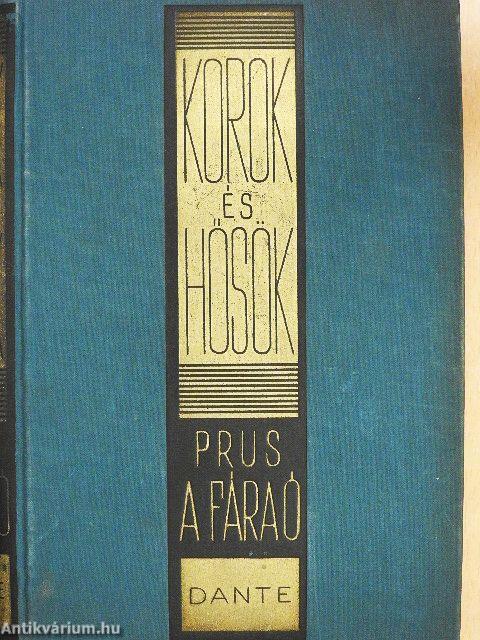 KOROK
ÉS
HŐSÖK
PRUS
A FÁRAÓ
DANTE
Antikvárium.hu